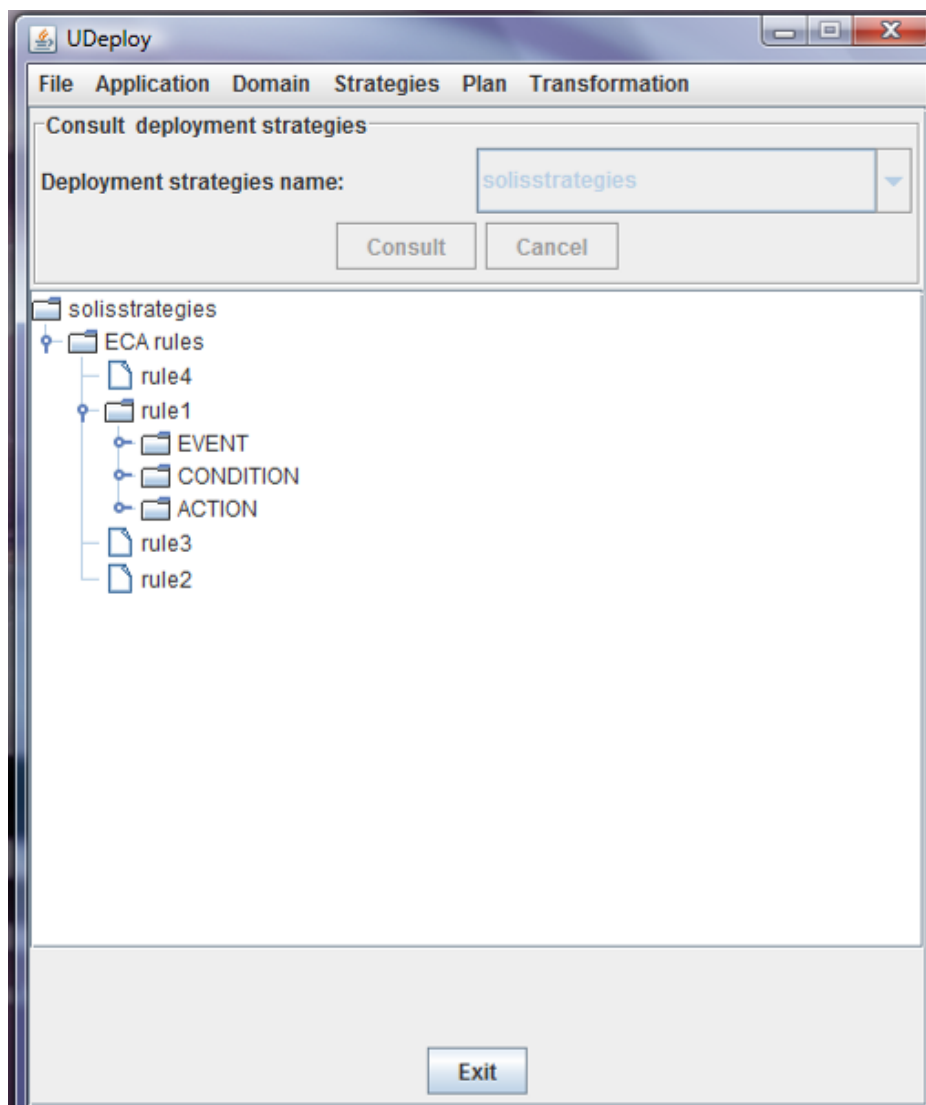 UDeploy
File Application Domain Strategies Plan Transformation
Consult deployment strategies
Deployment strategies name: solisstrategies
Consult Cancel
solisstrategies
ECA rules
rule4
rule1
EVENT
CONDITION
ACTION
rule3
rule2
Exit